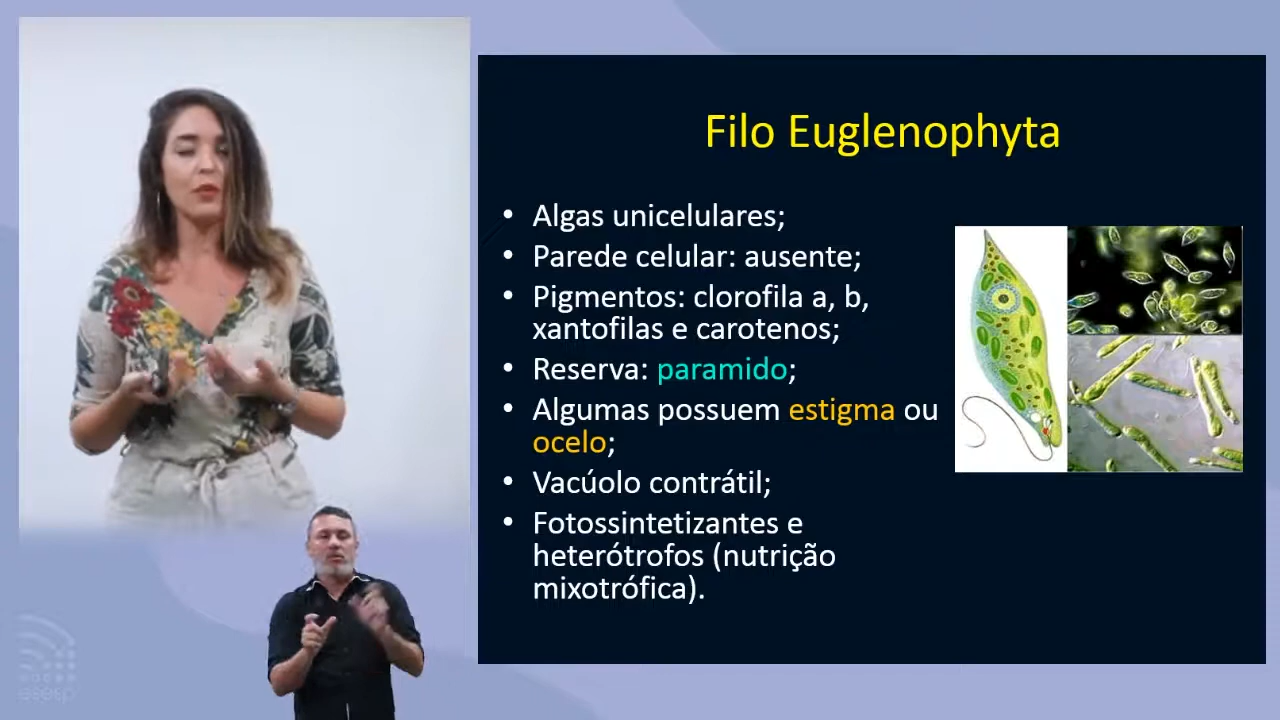 Filo Euglenophyta
• Algas unicelulares;
• Parede celular: ausente;
• Pigmentos: clorofila a, b,
xantofilas e carotenos;
• Reserva: paramido;
• Algumas possuem estigma ou
ocelo;
• Vacúolo contrátil;
• Fotossintetizantes e
heterótrofos (nutrição
mixotrófica).
esesp